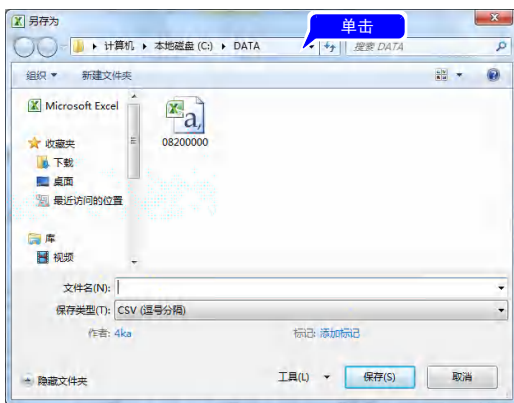 另存为
单击
计算机 本地磁盘 (C:) DATA
搜索 DATA
组织 新建文件夹
Microsoft Excel
收藏夹
下载
桌面
最近访问的位置
库
视频
08200000
文件名(N):
保存类型(T): CSV (逗号分隔)
作者: 4ka 标记: 添加标记
隐藏文件夹 工具(L) 保存(S) 取消